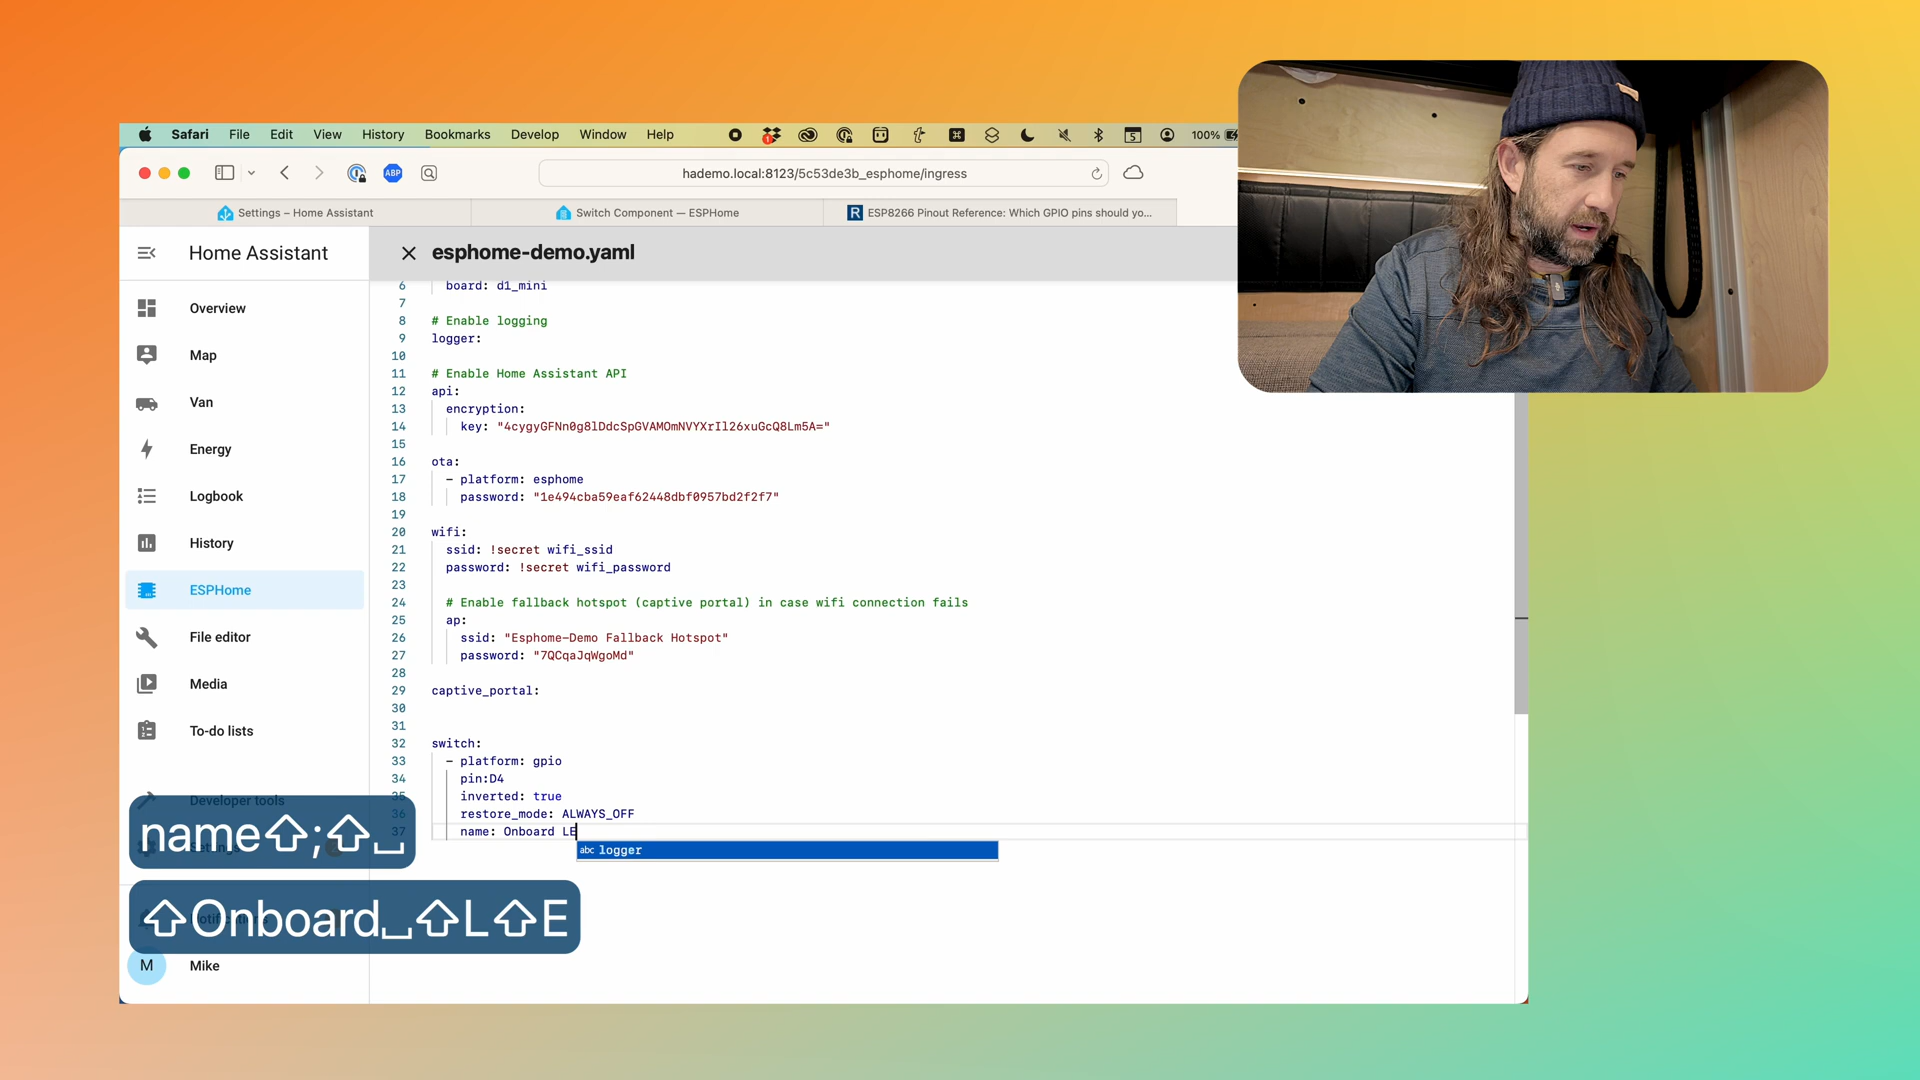 Safari File Edit View History Bookmarks Develop Window Help 100%
ABP
hademo.local:8123/5c53de3b_esphome/ingress
Settings – Home Assistant
Switch Component — ESPHome
R ESP8266 Pinout Reference: Which GPIO pins should yo...
Home Assistant
esphome-demo.yaml
Overview
Map
Van
Energy
Logbook
History
ESPHome
File editor
Media
To-do lists
Developer tools
Settings
Notifications
M Mike
6 board: d1_mini
7
8 # Enable logging
9 logger:
10
11 # Enable Home Assistant API
12 api:
13 encryption:
14 key: "4cygyGFNn0g8lDdcSpGVAMOmNVYXrIl26xuGcQ8Lm5A="
15
16 ota:
17 - platform: esphome
18 password: "1e494cba59eaf62448dbf0957bd2f2f7"
19
20 wifi:
21 ssid: !secret wifi_ssid
22 password: !secret wifi_password
23
24 # Enable fallback hotspot (captive portal) in case wifi connection fails
25 ap:
26 ssid: "Esphome-Demo Fallback Hotspot"
27 password: "7QCqaJqWgoMd"
28
29 captive_portal:
30
31
32 switch:
33 - platform: gpio
34 pin:D4
35 inverted: true
36 restore_mode: ALWAYS_OFF
37 name: Onboard LE
abc logger
name⇧;⇧␣
⇧Onboard␣⇧L⇧E